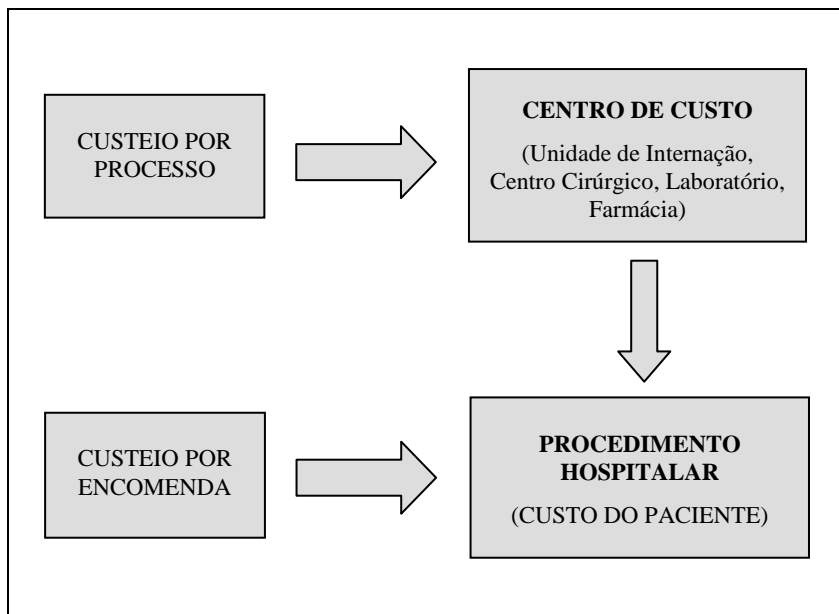 CUSTEIO POR
PROCESSO
CENTRO DE CUSTO
(Unidade de Internação,
Centro Cirúrgico, Laboratório,
Farmácia)
CUSTEIO POR
ENCOMENDA
PROCEDIMENTO
HOSPITALAR
(CUSTO DO PACIENTE)